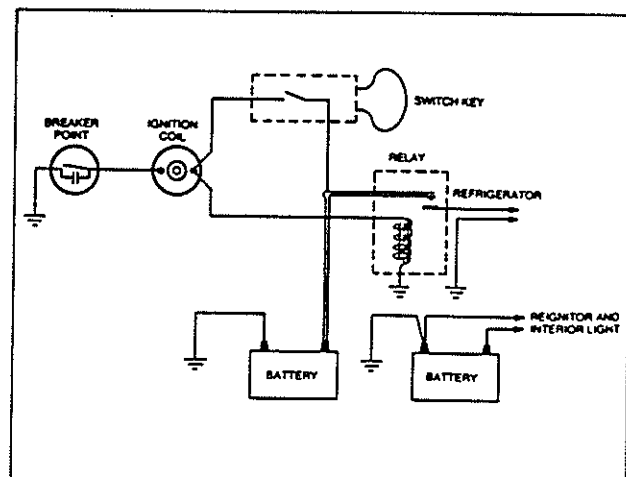 BREAKER
POINT
IGNITION
COIL
SWITCH KEY
RELAY
REFRIGERATOR
REIGNITOR AND
INTERIOR LIGHT
BATTERY
BATTERY